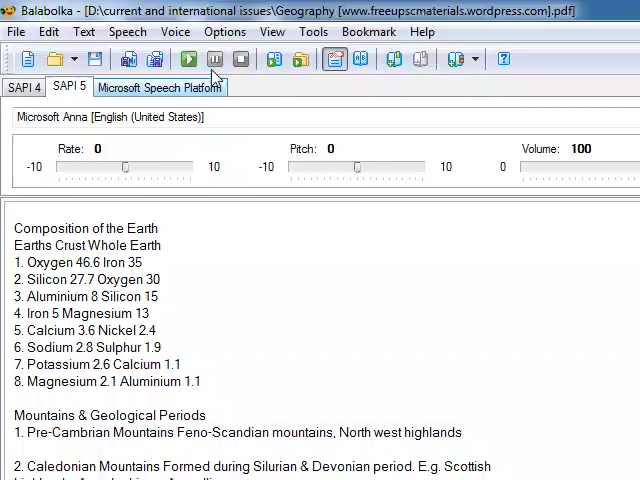 Balabolka - [D:\current and international issues\Geography [www.freeupscmaterials.wordpress.com].pdf]
File Edit Text Speech Voice Options View Tools Bookmark Help
SAPI 4 SAPI 5 Microsoft Speech Platform
Microsoft Anna [English (United States)]
Rate: 0 Pitch: 0 Volume: 100
-10 10 -10 10 0
Composition of the Earth
Earths Crust Whole Earth
1. Oxygen 46.6 Iron 35
2. Silicon 27.7 Oxygen 30
3. Aluminium 8 Silicon 15
4. Iron 5 Magnesium 13
5. Calcium 3.6 Nickel 2.4
6. Sodium 2.8 Sulphur 1.9
7. Potassium 2.6 Calcium 1.1
8. Magnesium 2.1 Aluminium 1.1
Mountains & Geological Periods
1. Pre-Cambrian Mountains Feno-Scandian mountains, North west highlands
2. Caledonian Mountains Formed during Silurian & Devonian period. E.g. Scottish